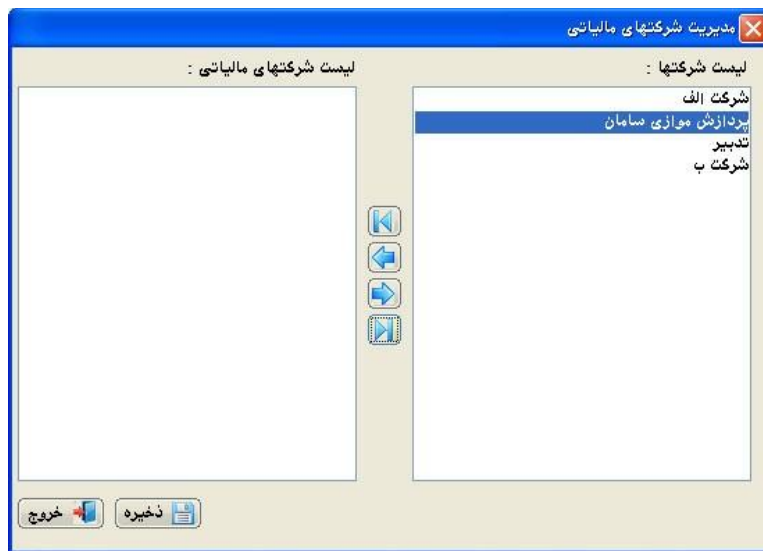 مدیریت شرکتهای مالیاتی
لیست شرکتها :
شرکت الف
پردازش موازی سامان
تدبیر
شرکت ب
لیست شرکتهای مالیاتی :
ذخیره
خروج